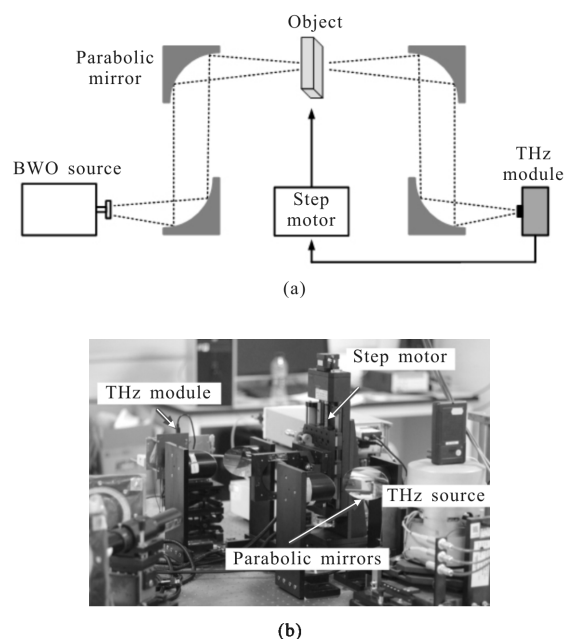 Object
Parabolic
mirror
BWO source
THz
module
Step
motor
(a)
Step motor
THz module
THz source
Parabolic mirrors
(b)